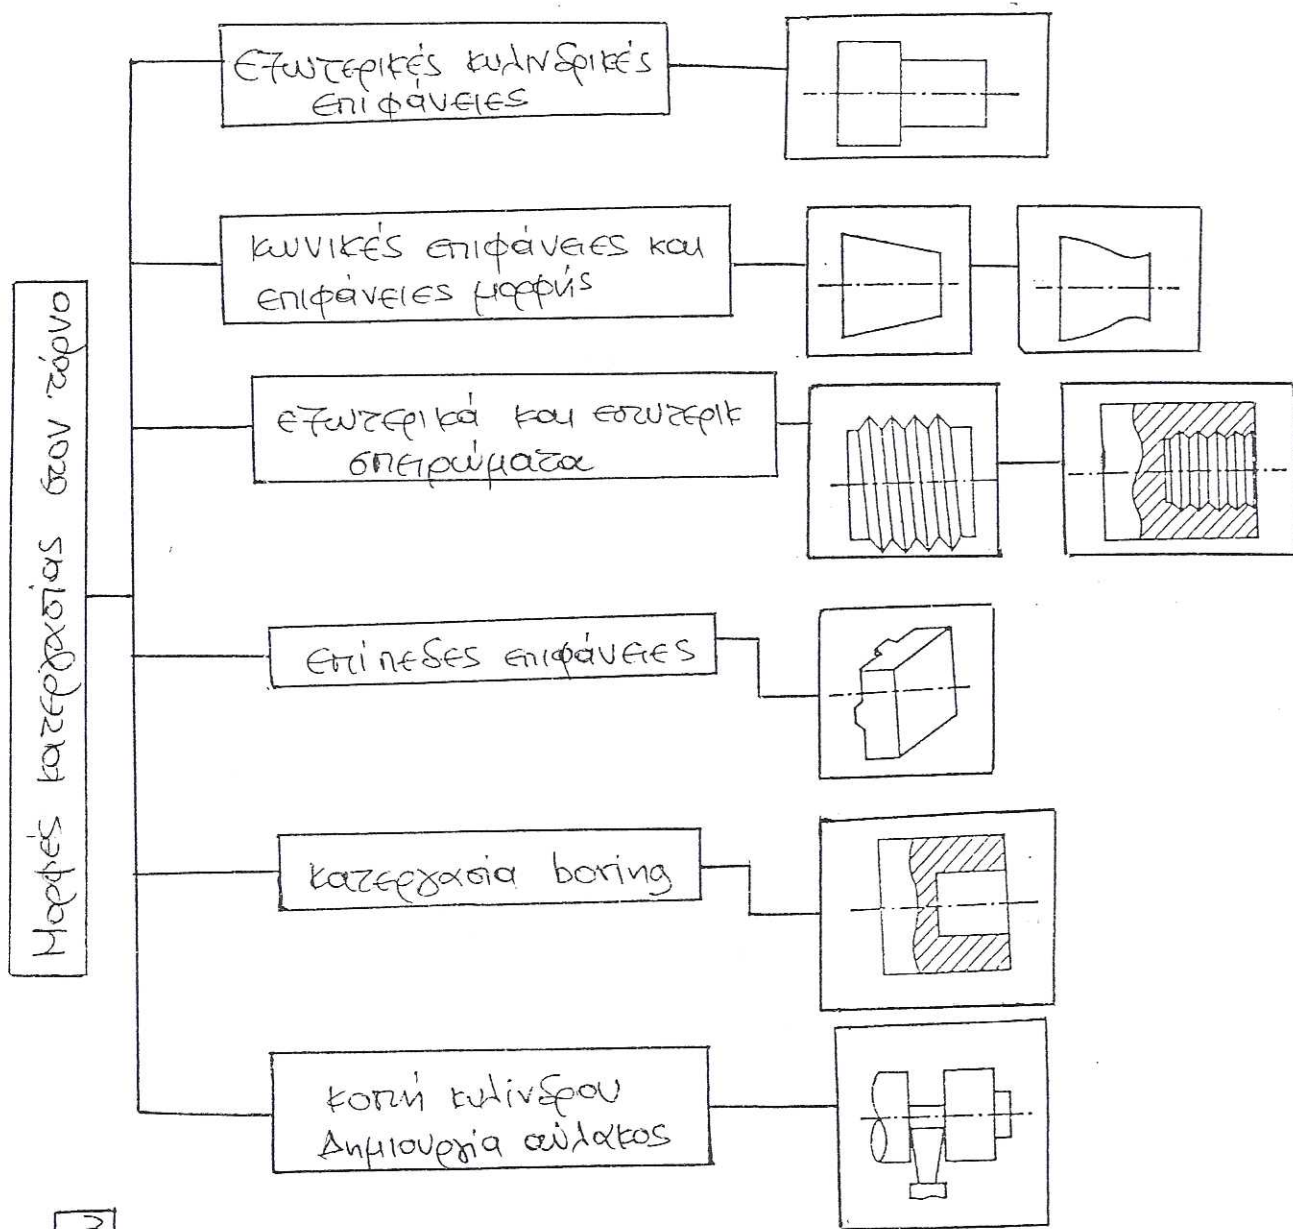 Μορφές κατεργασίας στον τόρνο
εξωτερικές κυλινδρικές
επιφάνειες
κωνικές επιφάνειες και
επιφάνειες μορφής
εξωτερικά και εσωτερικ
σπειρώματα
επίπεδες επιφάνειες
κατεργασία boring
κοπή κυλίνδρου
Δημιουργία αύλακος